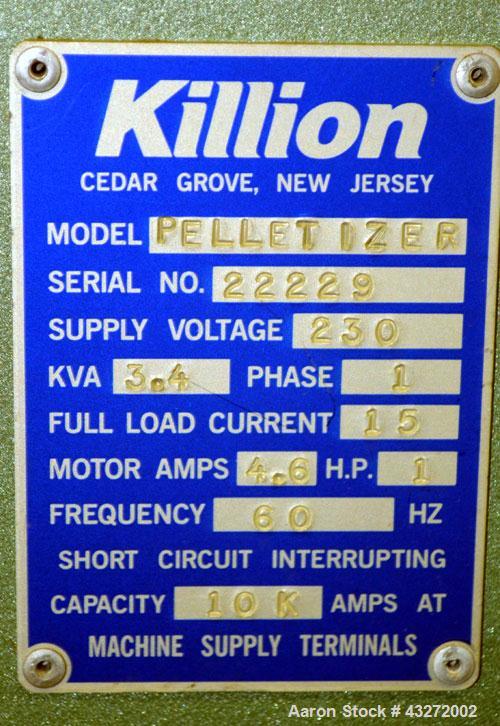 Killion
CEDAR GROVE, NEW JERSEY
MODEL PELLETIZER
SERIAL NO. 22229
SUPPLY VOLTAGE 230
KVA 3.4 PHASE 1
FULL LOAD CURRENT 15
MOTOR AMPS 4.6 H.P. 1
FREQUENCY 60 HZ
SHORT CIRCUIT INTERRUPTING
CAPACITY 10K AMPS AT
MACHINE SUPPLY TERMINALS
Aaron Stock # 43272002